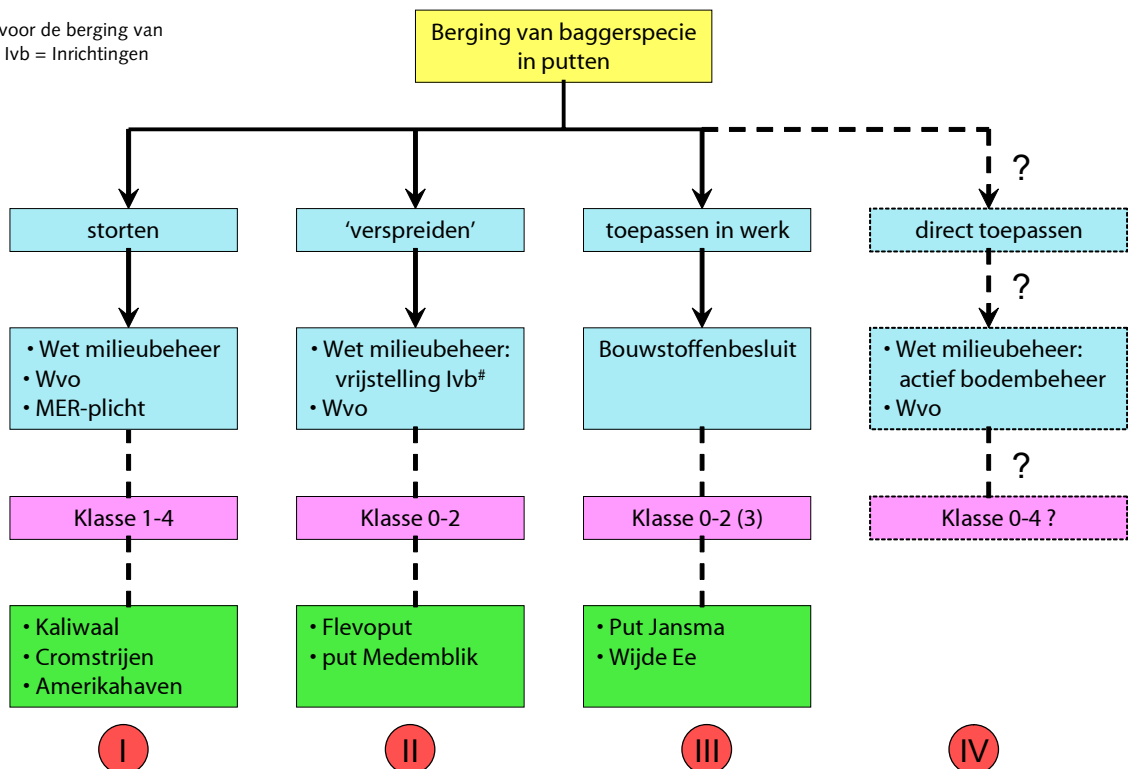 voor de berging van
Ivb = Inrichtingen
Berging van baggerspecie
in putten
?
storten
'verspreiden'
toepassen in werk
direct toepassen
?
• Wet milieubeheer
• Wvo
• MER-plicht
• Wet milieubeheer:
vrijstelling Ivb#
• Wvo
Bouwstoffenbesluit
• Wet milieubeheer:
actief bodembeheer
• Wvo
?
Klasse 1-4
Klasse 0-2
Klasse 0-2 (3)
Klasse 0-4 ?
• Kaliwaal
• Cromstrijen
• Amerikahaven
• Flevoput
• put Medemblik
• Put Jansma
• Wijde Ee
I
II
III
IV